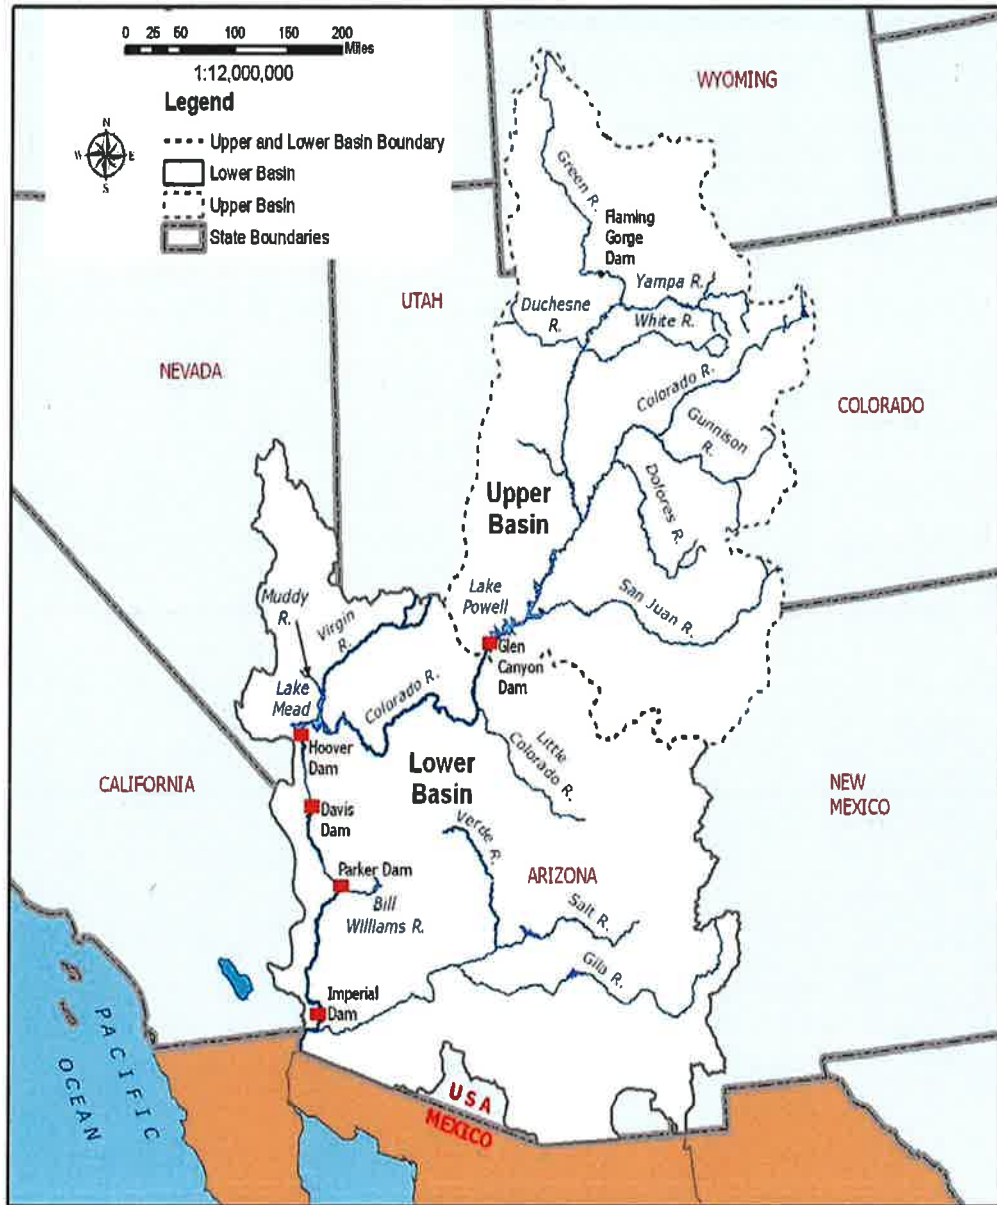 0 25 50 100 160 200
Miles
1:12,000,000
Legend
N
W E
S
Upper and Lower Basin Boundary
Lower Basin
Upper Basin
State Boundaries
WYOMING
Green R.
Flaming
Gorge
Dam
Yampa R.
UTAH
Duchesne
R.
White R.
NEVADA
Colorado R.
COLORADO
Gunnison
R.
Dolores R.
Upper
Basin
Lake
Powell
San Juan R.
Muddy
R.
Virgin
R.
Glen
Canyon
Dam
Lake
Mead
Colorado R.
Little
Colorado R.
Hoover
Dam
Lower
Basin
CALIFORNIA
NEW
MEXICO
Davis
Dam
Verde R.
Parker Dam
ARIZONA
Bill
Williams R.
Salt R.
Gila R.
Imperial
Dam
PACIFIC
OCEAN
USA
MEXICO